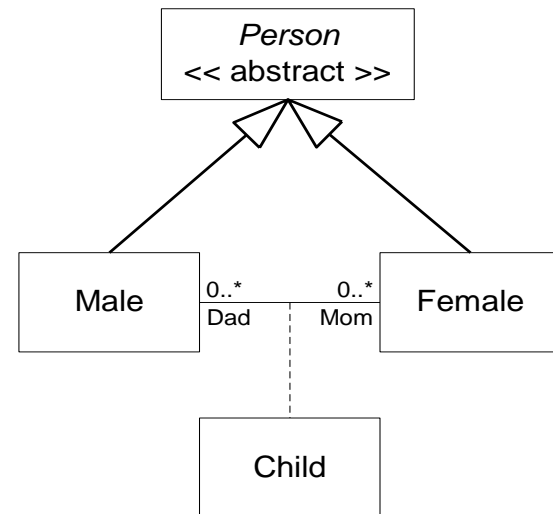 Person
<< abstract >>
Male
0..*
Dad
0..*
Mom
Female
Child